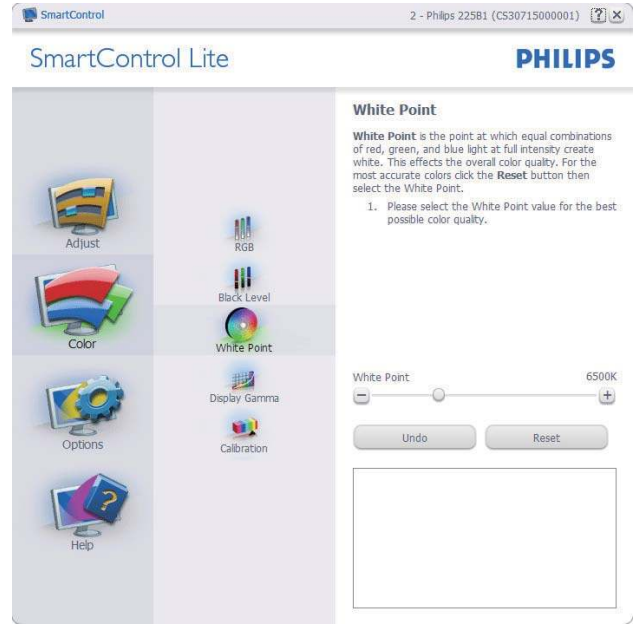 SmartControl
2 - Philips 225B1 (CS30715000001)
?
SmartControl Lite
PHILIPS
Adjust
Color
Options
Help
RGB
Black Level
White Point
Display Gamma
Calibration
White Point
White Point is the point at which equal combinations
of red, green, and blue light at full intensity create
white. This effects the overall color quality. For the
most accurate colors click the Reset button then
select the White Point.
1. Please select the White Point value for the best
possible color quality.
White Point 6500K
Undo Reset